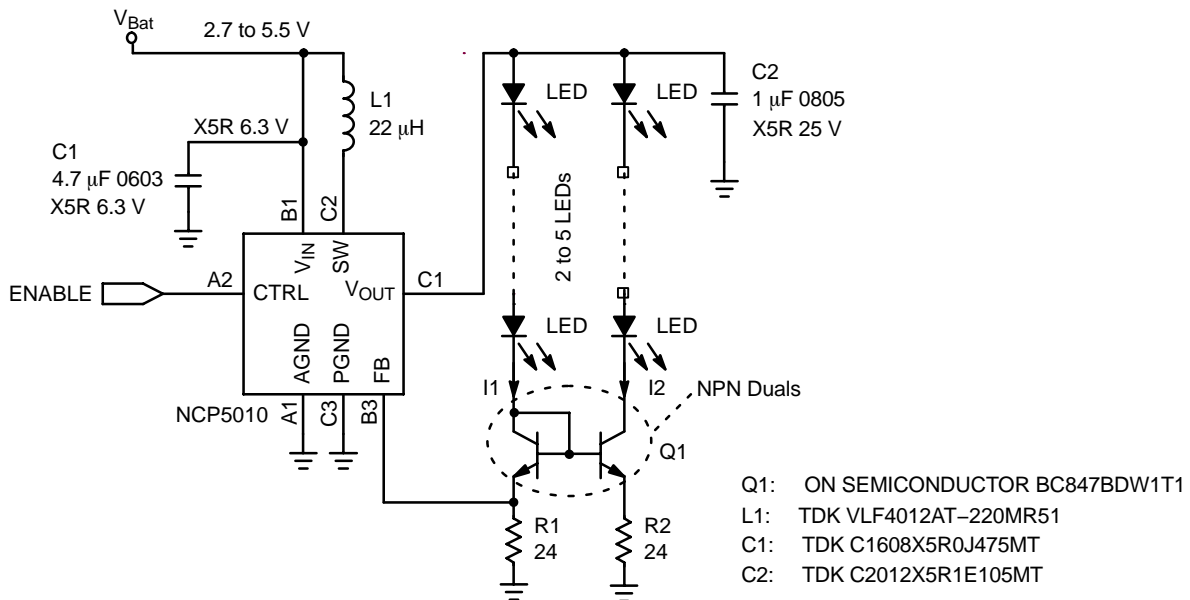 VBat
2.7 to 5.5 V
L1
22 μH
X5R 6.3 V
C1
4.7 μF 0603
X5R 6.3 V
B1
C2
LED
LED
C2
1 μF 0805
X5R 25 V
2 to 5 LEDs
ENABLE
A2
CTRL
VIN
SW
VOUT
C1
AGND
PGND
FB
NCP5010
A1
C3
B3
LED
LED
I1
I2
NPN Duals
Q1
R1
24
R2
24
Q1: ON SEMICONDUCTOR BC847BDW1T1
L1: TDK VLF4012AT–220MR51
C1: TDK C1608X5R0J475MT
C2: TDK C2012X5R1E105MT